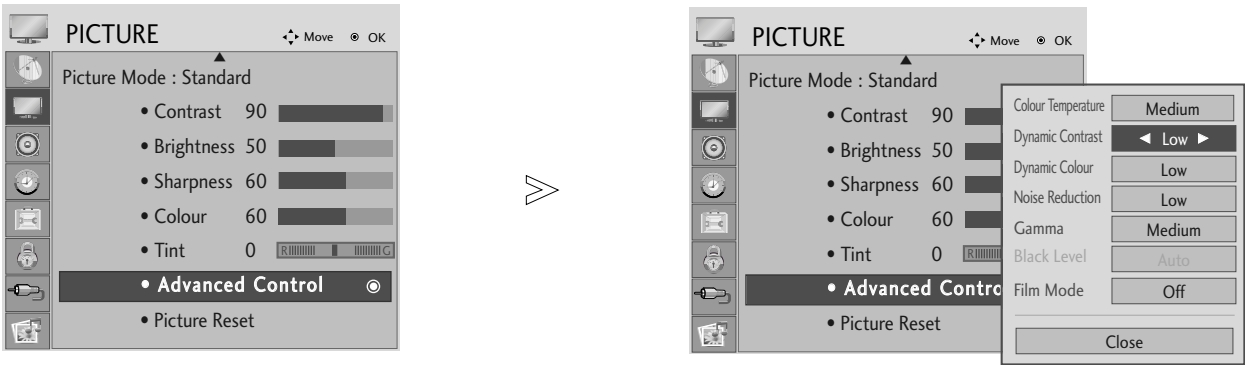 PICTURE Move OK
Picture Mode : Standard
• Contrast 90
• Brightness 50
• Sharpness 60
• Colour 60
• Tint 0 R G
• Advanced Control
• Picture Reset
PICTURE Move OK
Picture Mode : Standard
• Contrast 90
• Brightness 50
• Sharpness 60
• Colour 60
• Tint 0 R
• Advanced Contro
• Picture Reset
Colour Temperature Medium
Dynamic Contrast ◄ Low ►
Dynamic Colour Low
Noise Reduction Low
Gamma Medium
Black Level Auto
Film Mode Off
Close